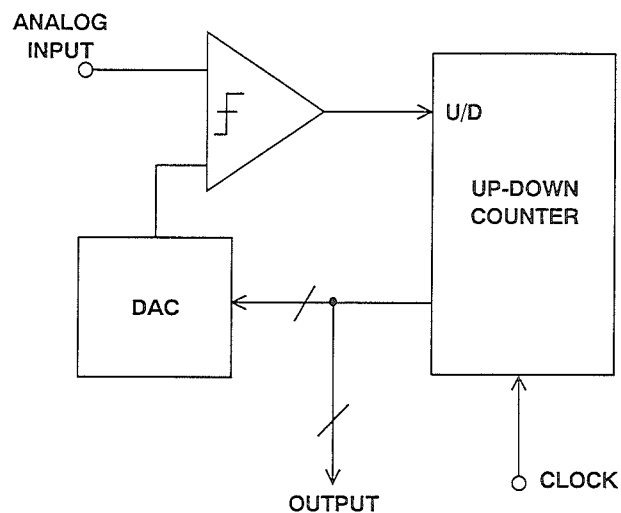 ANALOG
INPUT
U/D
UP-DOWN
COUNTER
DAC
CLOCK
OUTPUT